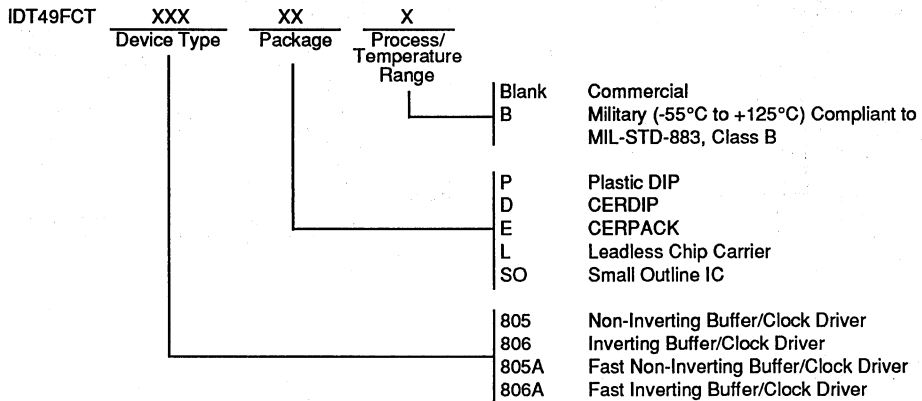 IDT49FCT XXX XX X
Device Type Package Process/
Temperature
Range
Blank Commercial
B Military (-55°C to +125°C) Compliant to
MIL-STD-883, Class B
P Plastic DIP
D CERDIP
E CERPACK
L Leadless Chip Carrier
SO Small Outline IC
805 Non-Inverting Buffer/Clock Driver
806 Inverting Buffer/Clock Driver
805A Fast Non-Inverting Buffer/Clock Driver
806A Fast Inverting Buffer/Clock Driver